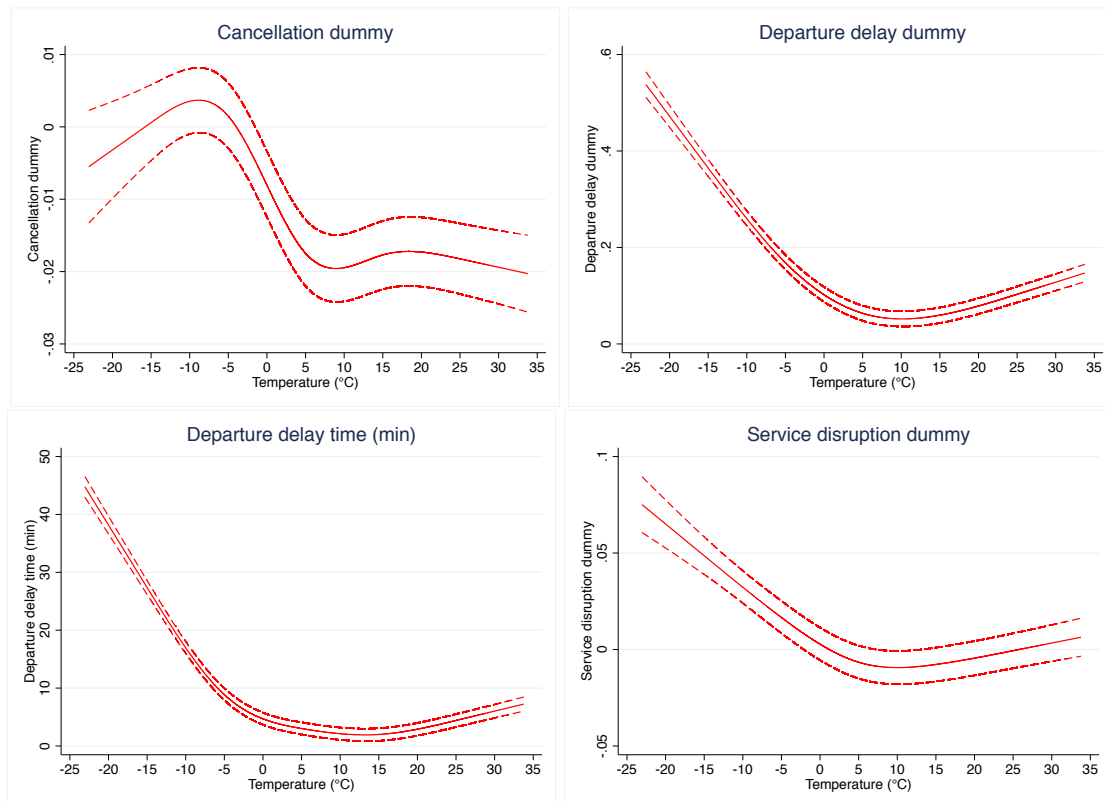 Cancellation dummy
Cancellation dummy
.01
0
-.01
-.02
-.03
-25 -20 -15 -10 -5 0 5 10 15 20 25 30 35
Temperature (°C)
Departure delay dummy
Departure delay dummy
.6
.4
.2
0
-25 -20 -15 -10 -5 0 5 10 15 20 25 30 35
Temperature (°C)
Departure delay time (min)
Departure delay time (min)
50
40
30
20
10
0
-25 -20 -15 -10 -5 0 5 10 15 20 25 30 35
Temperature (°C)
Service disruption dummy
Service disruption dummy
.1
.05
0
-.05
-25 -20 -15 -10 -5 0 5 10 15 20 25 30 35
Temperature (°C)